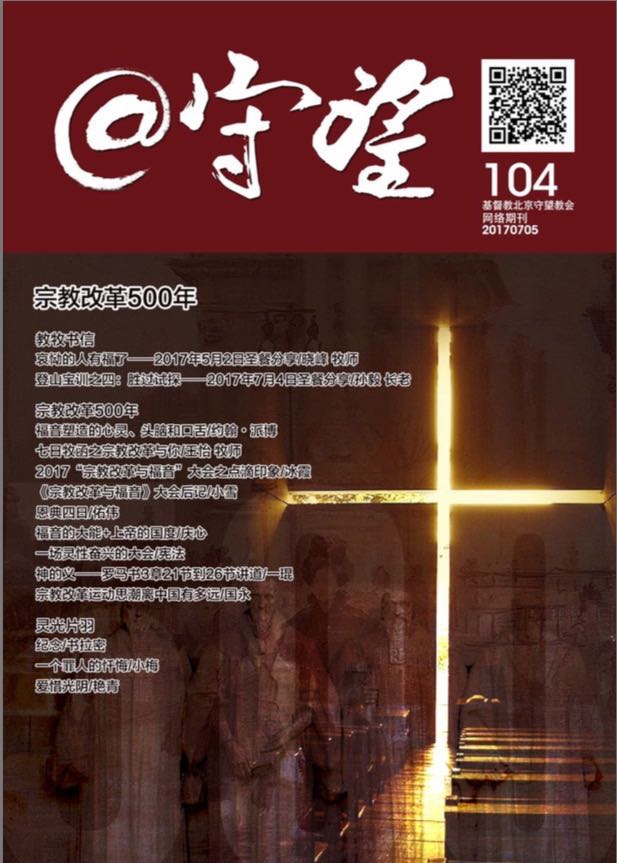 @守望
104
基督教北京守望教会
网络期刊
20170705
宗教改革500年
教牧书信
哀恸的人有福了——2017年5月2日圣餐分享/晓峰 牧师
登山宝训之四：胜过试探——2017年7月4日圣餐分享/孙毅 长老
宗教改革500年
福音塑造的心灵、头脑和口舌/约翰·派博
七日牧函之宗教改革与你/王怡 牧师
2017“宗教改革与福音”大会之点滴印象/冰霞
《宗教改革与福音》大会后记/小雪
恩典四日/佑伟
福音的大能+上帝的国度/庆心
一场灵性奋兴的大会/宪法
神的义——罗马书3章21节到26节讲道/一琨
宗教改革运动思潮离中国有多远/国永
灵光片羽
纪念/书拉密
一个罪人的忏悔/小梅
爱惜光阴/艳青